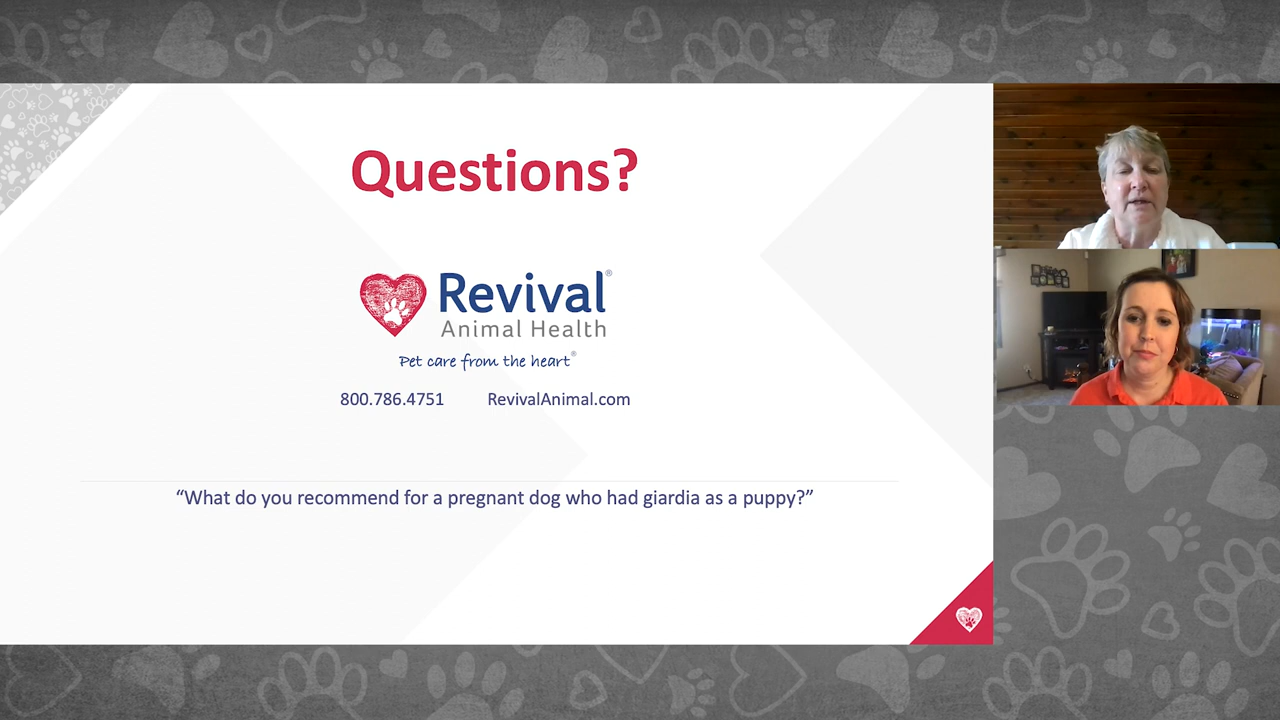 Questions?
Revival®
Animal Health
Pet care from the heart®
800.786.4751 RevivalAnimal.com
“What do you recommend for a pregnant dog who had giardia as a puppy?”